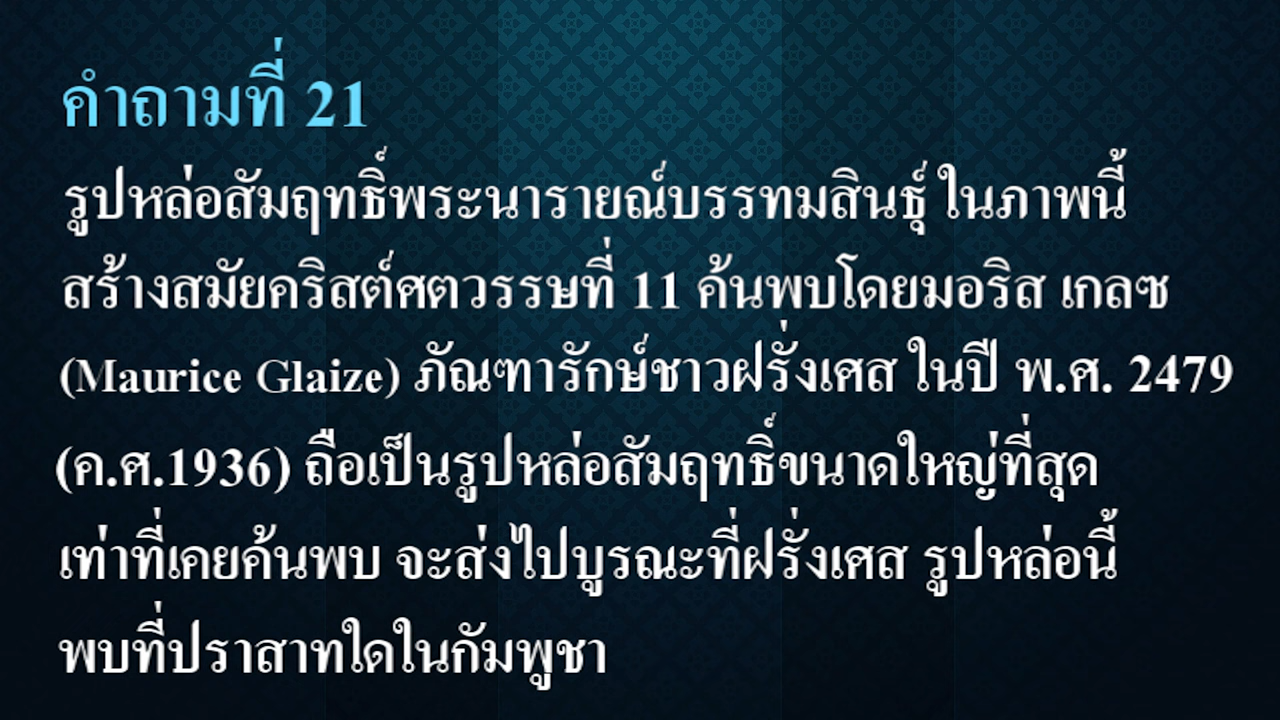 คำถามที่ 21
รูปหล่อสัมฤทธิ์พระนารายณ์บรรทมสินธุ์ ในภาพนี้
สร้างสมัยคริสต์ศตวรรษที่ 11 ค้นพบโดยมอริส เกลซ
(Maurice Glaize) ภัณฑารักษ์ชาวฝรั่งเศส ในปี พ.ศ. 2479
(ค.ศ.1936) ถือเป็นรูปหล่อสัมฤทธิ์ขนาดใหญ่ที่สุด
เท่าที่เคยค้นพบ จะส่งไปบูรณะที่ฝรั่งเศส รูปหล่อนี้
พบที่ปราสาทใดในกัมพูชา